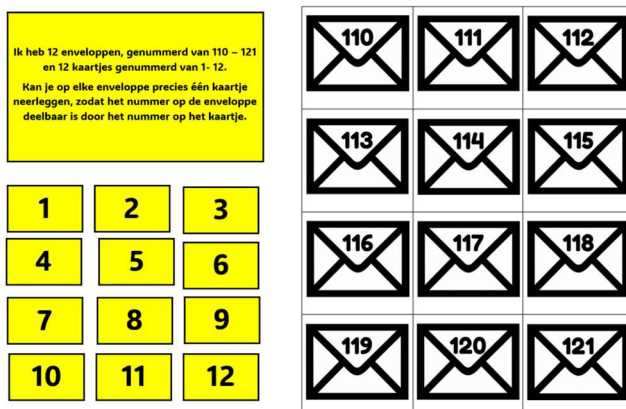 Ik heb 12 enveloppen, genummerd van 110 – 121
en 12 kaartjes genummerd van 1- 12.
Kan je op elke enveloppe precies één kaartje
neerleggen, zodat het nummer op de enveloppe
deelbaar is door het nummer op het kaartje.
1 2 3
4 5 6
7 8 9
10 11 12
110 111 112
113 114 115
116 117 118
119 120 121